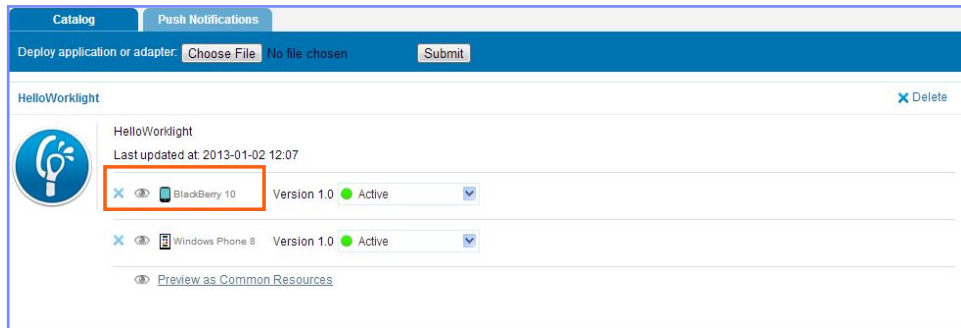 Catalog Push Notifications
Deploy application or adapter: Choose File No file chosen Submit
HelloWorklight Delete
HelloWorklight
Last updated at: 2013-01-02 12:07
BlackBerry 10 Version 1.0 Active
Windows Phone 8 Version 1.0 Active
Preview as Common Resources